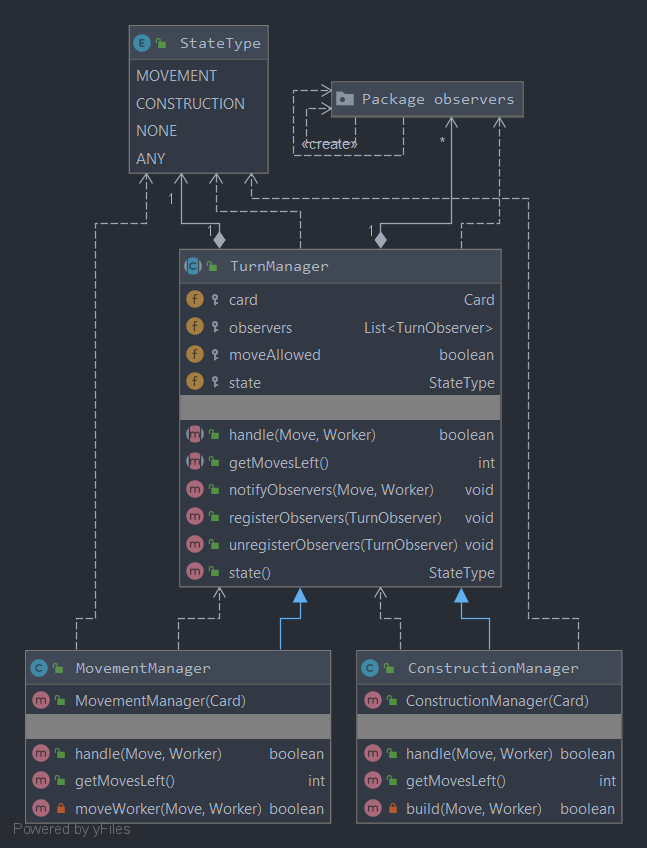 StateType
MOVEMENT
CONSTRUCTION
NONE
ANY
Package observers
«create»
*
1
1
1
TurnManager
card Card
observers List<TurnObserver>
moveAllowed boolean
state StateType
handle(Move, Worker) boolean
getMovesLeft() int
notifyObservers(Move, Worker) void
registerObservers(TurnObserver) void
unregisterObservers(TurnObserver) void
state() StateType
MovementManager
MovementManager(Card)
handle(Move, Worker) boolean
getMovesLeft() int
moveWorker(Move, Worker) boolean
ConstructionManager
ConstructionManager(Card)
handle(Move, Worker) boolean
getMovesLeft() int
build(Move, Worker) boolean
Powered by yFiles